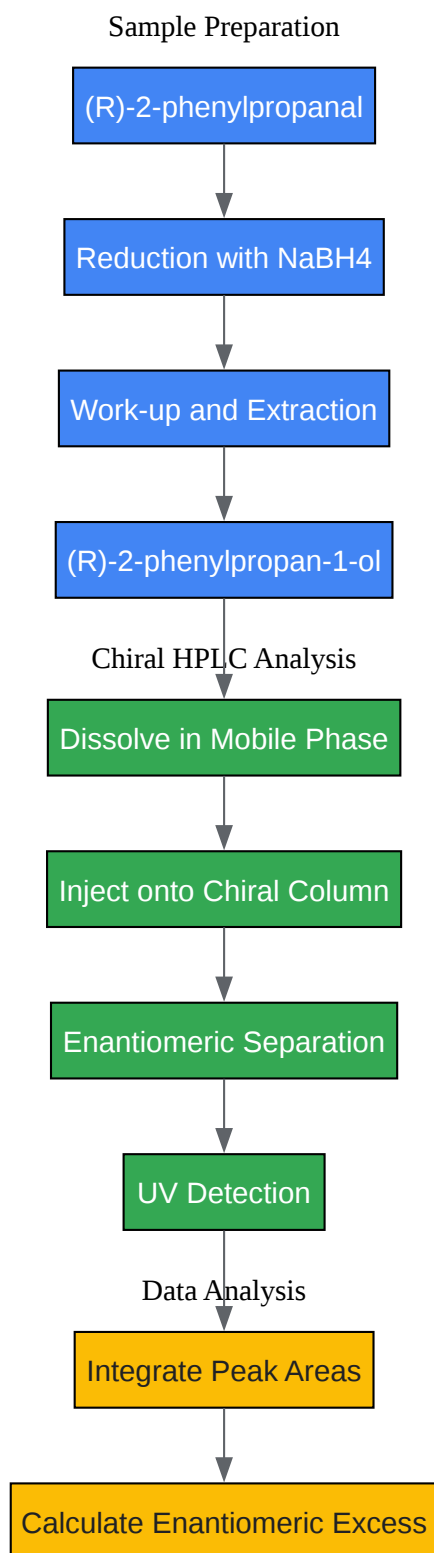 Sample Preparation
(R)-2-phenylpropanal
Reduction with NaBH4
Work-up and Extraction
(R)-2-phenylpropan-1-ol
Chiral HPLC Analysis
Dissolve in Mobile Phase
Inject onto Chiral Column
Enantiomeric Separation
UV Detection
Data Analysis
Integrate Peak Areas
Calculate Enantiomeric Excess